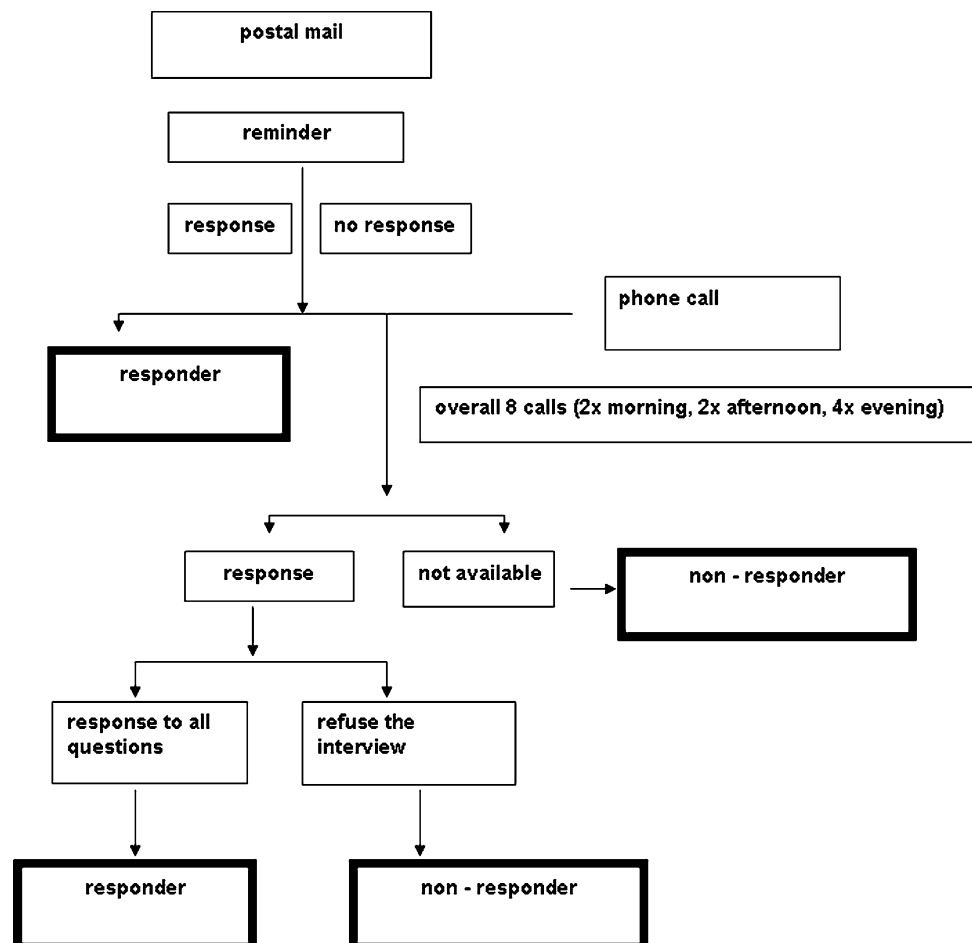 postal mail
reminder
response
no response
phone call
responder
overall 8 calls (2x morning, 2x afternoon, 4x evening)
response
not available
non - responder
response to all
questions
refuse the
interview
responder
non - responder